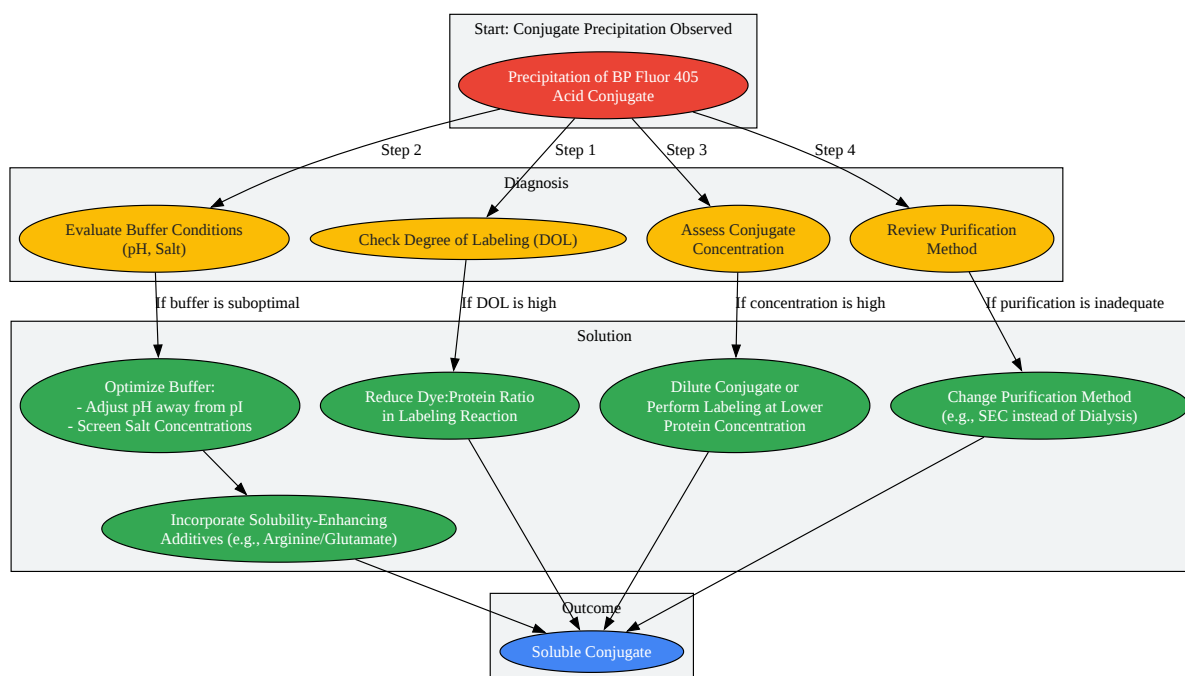 Start: Conjugate Precipitation Observed
Precipitation of BP Fluor 405
Acid Conjugate
Step 2
Step 1
Step 3
Step 4
Diagnosis
Evaluate Buffer Conditions
(pH, Salt)
Check Degree of Labeling (DOL)
Assess Conjugate
Concentration
Review Purification
Method
If buffer is suboptimal
If DOL is high
If concentration is high
If purification is inadequate
Solution
Optimize Buffer:
- Adjust pH away from pI
- Screen Salt Concentrations
Reduce Dye:Protein Ratio
in Labeling Reaction
Dilute Conjugate or
Perform Labeling at Lower
Protein Concentration
Change Purification Method
(e.g., SEC instead of Dialysis)
Incorporate Solubility-Enhancing
Additives (e.g., Arginine/Glutamate)
Outcome
Soluble Conjugate